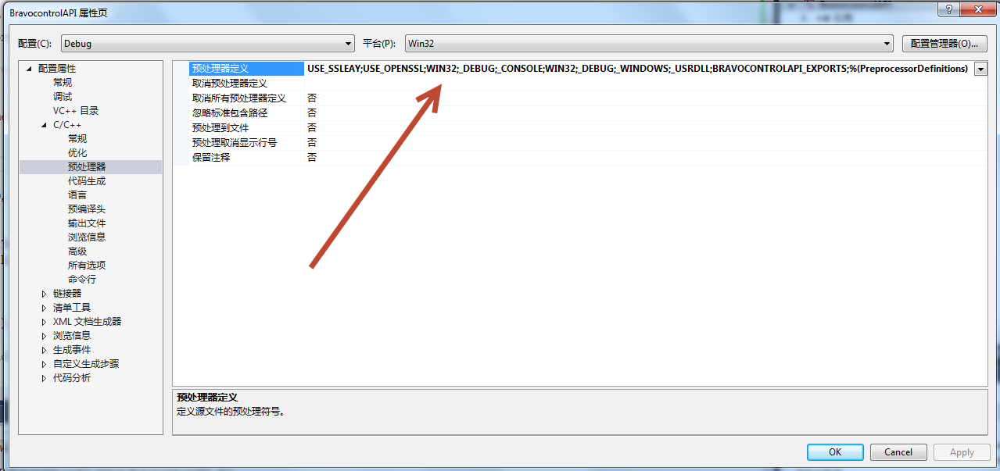 BravocontrolAPI 属性页
配置(C): Debug 平台(P): Win32 配置管理器(O)...
配置属性
常规
调试
VC++ 目录
C/C++
常规
优化
预处理器
代码生成
语言
预编译头
输出文件
浏览信息
高级
所有选项
命令行
链接器
清单工具
XML 文档生成器
浏览信息
生成事件
自定义生成步骤
代码分析
预处理器定义 USE_SSLEAY;USE_OPENSSL;WIN32;_DEBUG;_CONSOLE;WIN32;_DEBUG;_WINDOWS;_USRDLL;BRAVOCONTROLAPI_EXPORTS;%(PreprocessorDefinitions)
取消预处理器定义
取消所有预处理器定义 否
忽略标准包含路径 否
预处理到文件 否
预处理取消显示行号 否
保留注释 否
预处理器定义
定义源文件的预处理符号。
OK Cancel Apply